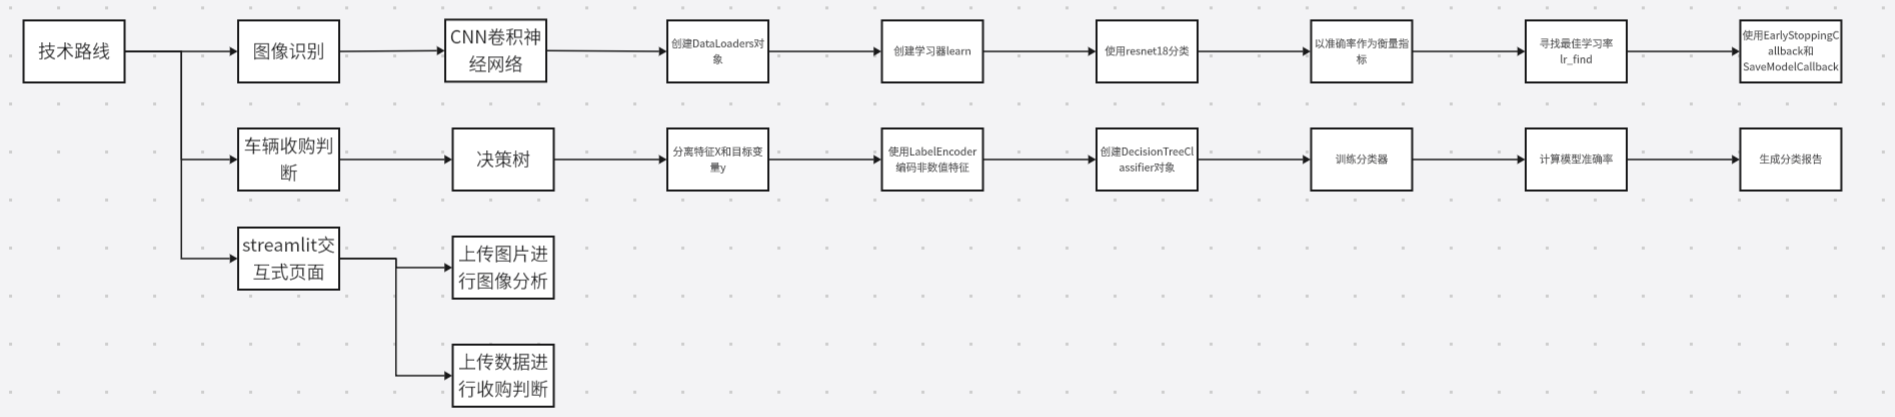 技术路线
图像识别
CNN卷积神
经网络
创建DataLoaders对
象
创建学习器learn
使用resnet18分类
以准确率作为衡量指
标
寻找最佳学习率
lr_find
使用EarlyStoppingC
allback和
SaveModelCallback
车辆收购判
断
决策树
分离特征X和目标变
量y
使用LabelEncoder
编码非数值特征
创建DecisionTreeCl
assifier对象
训练分类器
计算模型准确率
生成分类报告
streamlit交
互式页面
上传图片进
行图像分析
上传数据进
行收购判断